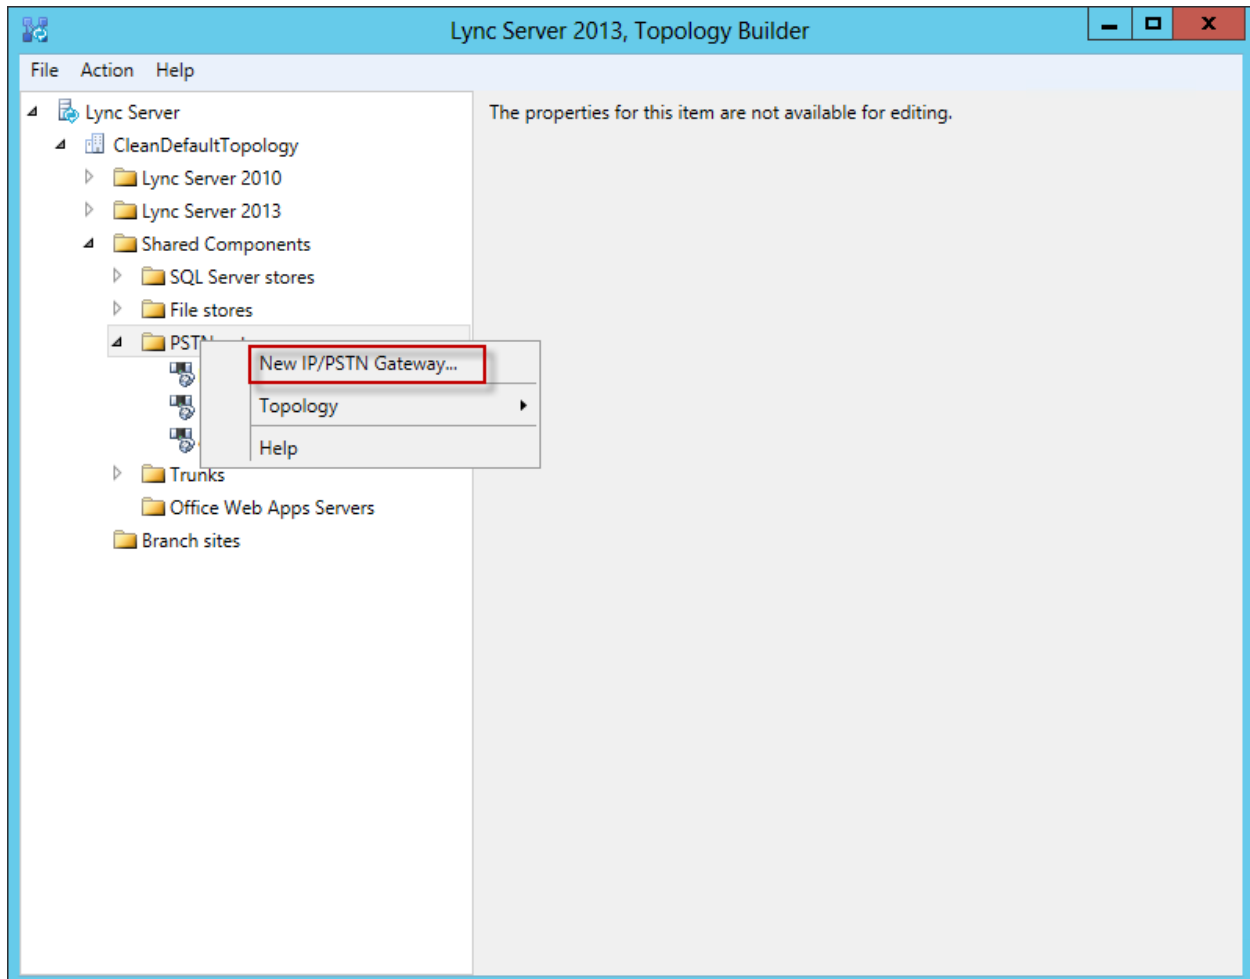 Lync Server 2013, Topology Builder
File Action Help
Lync Server
The properties for this item are not available for editing.
CleanDefaultTopology
Lync Server 2010
Lync Server 2013
Shared Components
SQL Server stores
File stores
New IP/PSTN Gateway...
Topology
Help
Trunks
Office Web Apps Servers
Branch sites